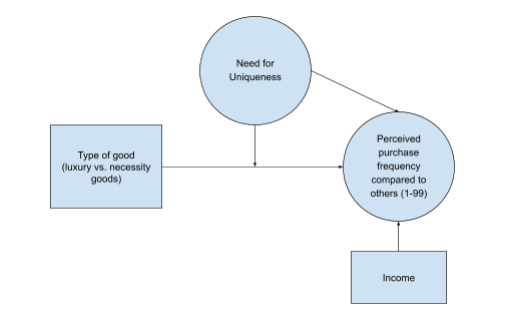 Need for
Uniqueness
Type of good
(luxury vs. necessity
goods)
Perceived
purchase
frequency
compared to
others (1-99)
Income